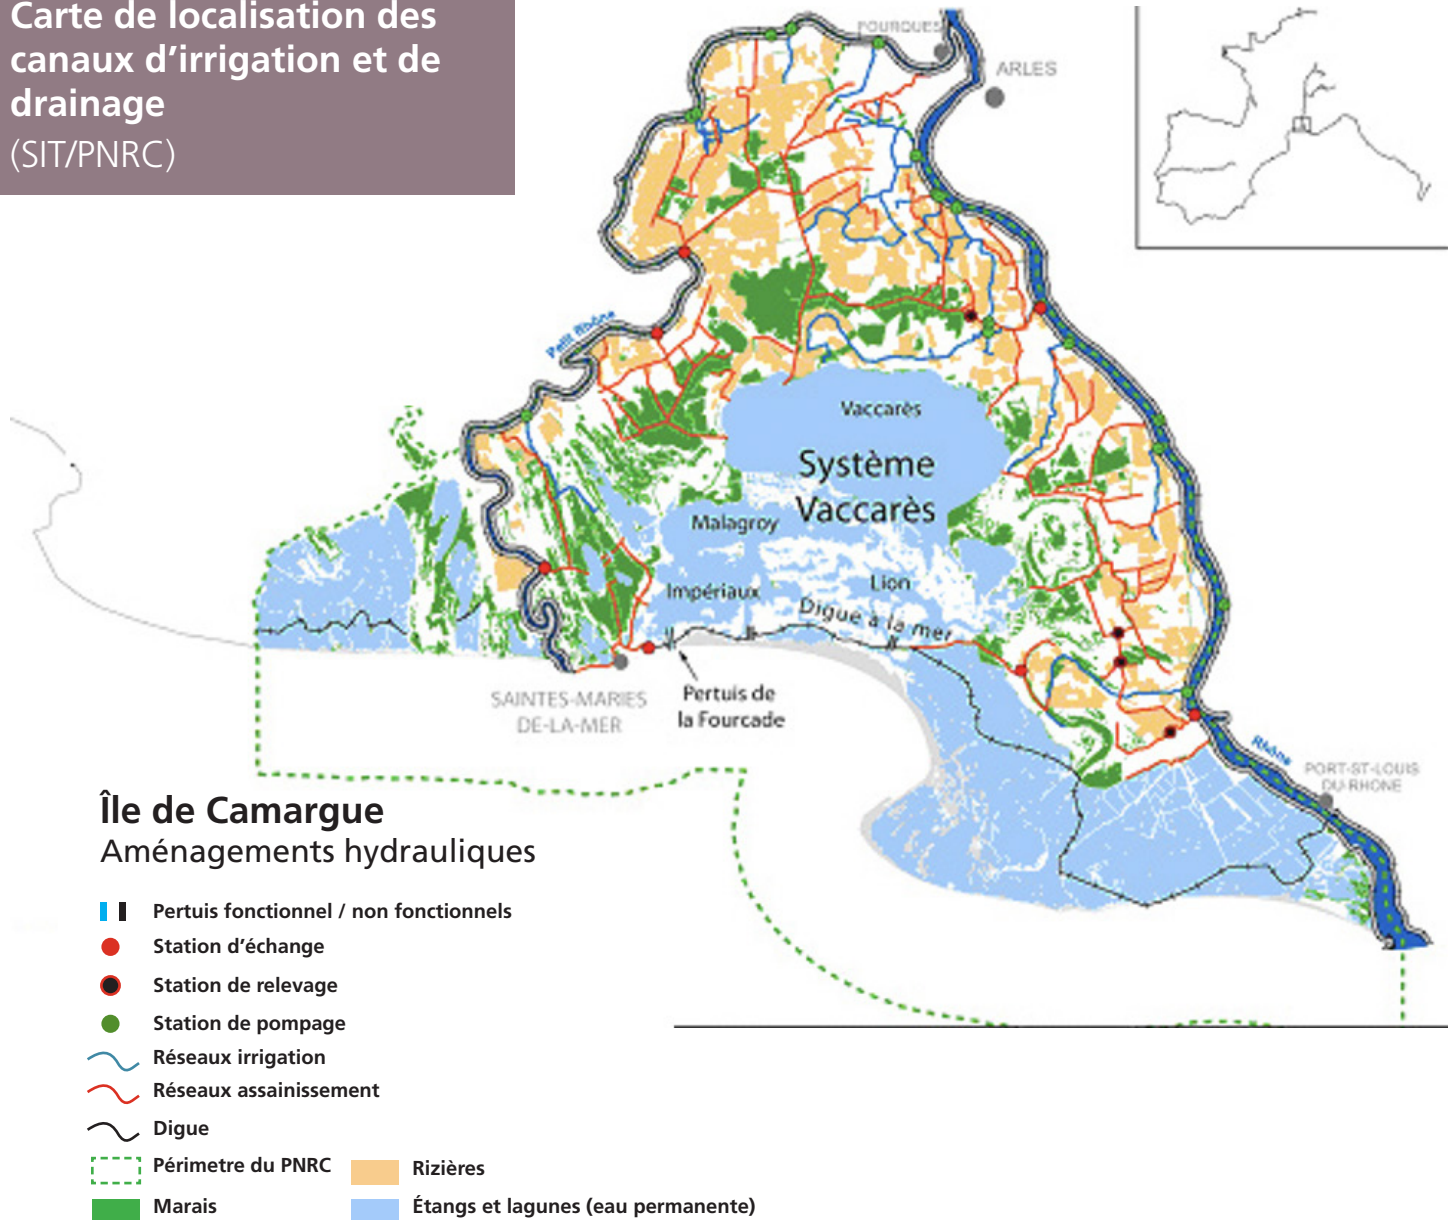 Carte de localisation des
canaux d’irrigation et de
drainage
(SIT/PNRC)
FOURQUES
ARLES
Petit Rhône
Vaccarès
Système
Vaccarès
Malagroy
Impériaux
Lion
Digue à la mer
SAINTES-MARIES
DE-LA-MER
Pertuis de
la Fourcade
Rhône
PORT-ST-LOUIS
DU-RHONE
Île de Camargue
Aménagements hydrauliques
Pertuis fonctionnel / non fonctionnels
Station d’échange
Station de relevage
Station de pompage
Réseaux irrigation
Réseaux assainissement
Digue
Périmetre du PNRC
Rizières
Marais
Étangs et lagunes (eau permanente)